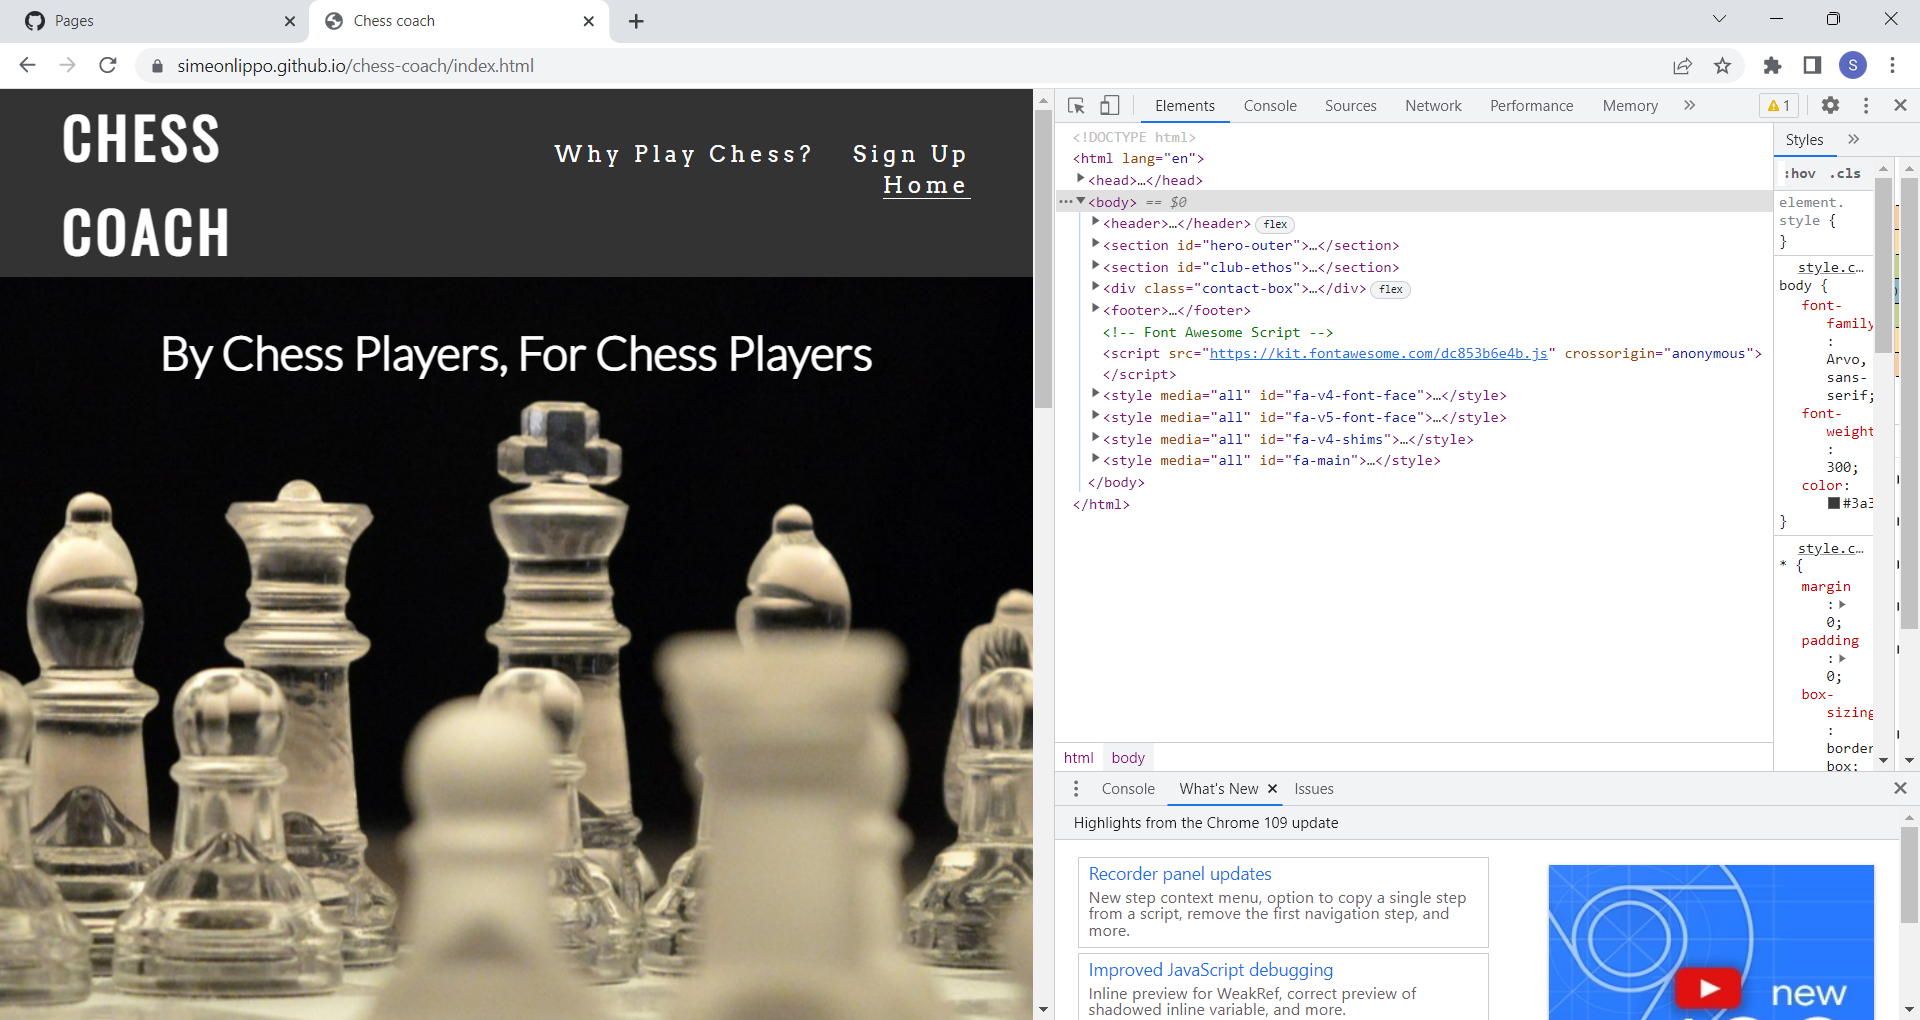 Pages
Chess coach
simeonlippo.github.io/chess-coach/index.html
S
CHESS
COACH
Why Play Chess? Sign Up
Home
By Chess Players, For Chess Players
Elements Console Sources Network Performance Memory » 1
<!DOCTYPE html>
<html lang="en">
<head>…</head>
<body> == $0
<header>…</header> flex
<section id="hero-outer">…</section>
<section id="club-ethos">…</section>
<div class="contact-box">…</div> flex
<footer>…</footer>
<!-- Font Awesome Script -->
<script src="https://kit.fontawesome.com/dc853b6e4b.js" crossorigin="anonymous">
</script>
<style media="all" id="fa-v4-font-face">…</style>
<style media="all" id="fa-v5-font-face">…</style>
<style media="all" id="fa-v4-shims">…</style>
<style media="all" id="fa-main">…</style>
</body>
</html>
html body
Styles »
:hov .cls
element.
style {
}
style.c…
body {
font-
family
:
Arvo,
sans-
serif;
font-
weight
:
300;
color:
#3a3
}
style.c…
* {
margin
:
0;
padding
:
0;
box-
sizing
:
border
box;
Console What's New Issues
Highlights from the Chrome 109 update
Recorder panel updates
New step context menu, option to copy a single step
from a script, remove the first navigation step, and
more.
Improved JavaScript debugging
Inline preview for WeakRef, correct preview of
shadowed inline variable, and more.
new